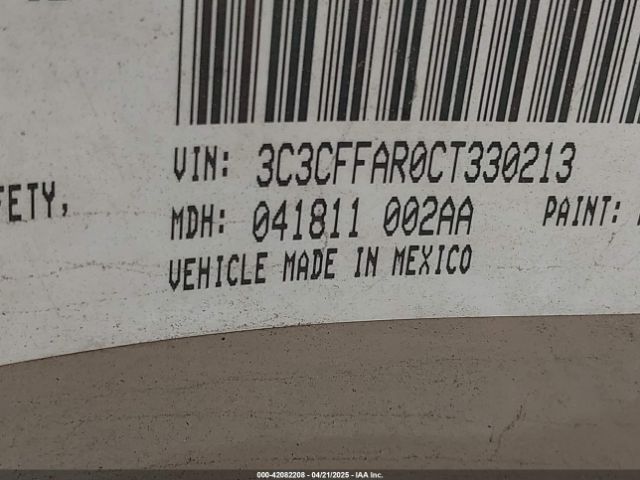 VIN: 3C3CFFAR0CT330213
FETY,
MDH: 041811 002AA PAINT:
VEHICLE MADE IN MEXICO
000-42082208 - 04/21/2025 - IAA Inc.